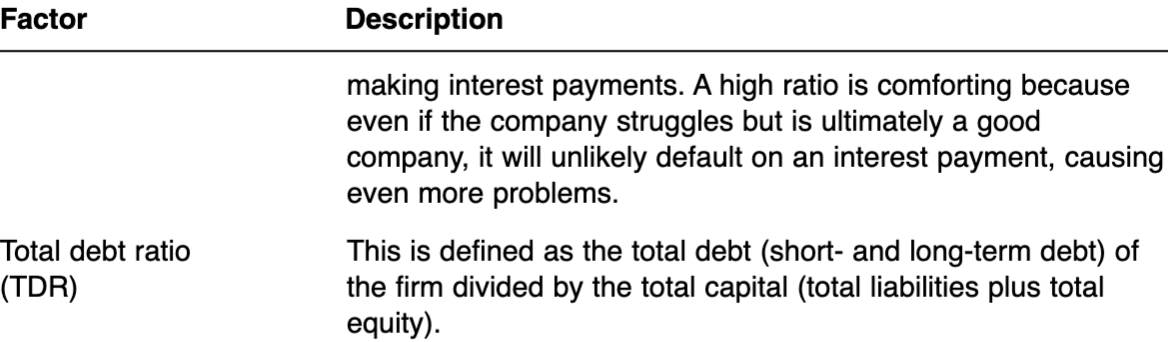 Factor Description
making interest payments. A high ratio is comforting because
even if the company struggles but is ultimately a good
company, it will unlikely default on an interest payment, causing
even more problems.
Total debt ratio This is defined as the total debt (short- and long-term debt) of
(TDR) the firm divided by the total capital (total liabilities plus total
equity).